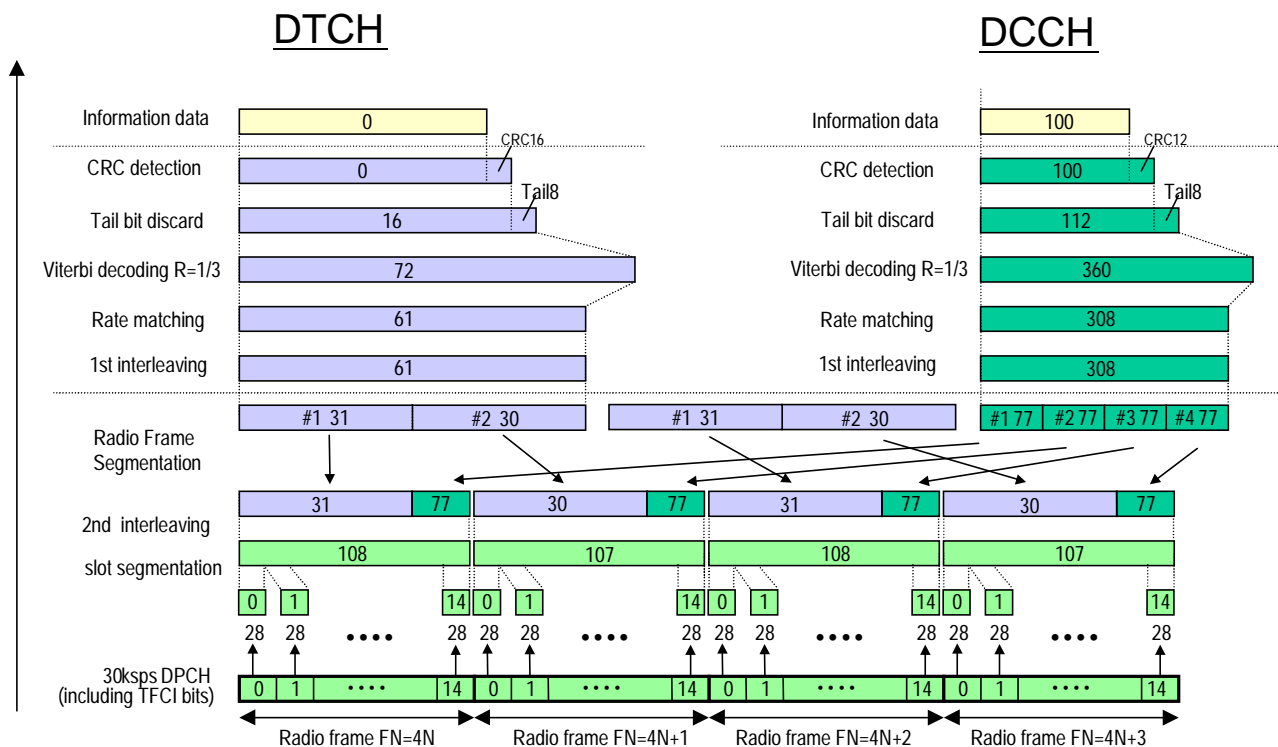 DTCH DCCH
Information data 0 Information data 100
CRC16 CRC12
CRC detection 0 CRC detection 100
Tail8 Tail8
Tail bit discard 16 Tail bit discard 112
Viterbi decoding R=1/3 72 Viterbi decoding R=1/3 360
Rate matching 61 Rate matching 308
1st interleaving 61 1st interleaving 308
#1 31 #2 30 #1 31 #2 30 #1 77 #2 77 #3 77 #4 77
Radio Frame
Segmentation
31 77 30 77 31 77 30 77
2nd interleaving
108 107 108 107
slot segmentation
0 1 14 0 1 14 0 1 14 0 1 14
28 28 •••• 28 28 28 •••• 28 28 28 •••• 28 28 28 •••• 28
30ksps DPCH
(including TFCI bits)
0 1 •••• 14 0 1 •••• 14 0 1 •••• 14 0 1 •••• 14
Radio frame FN=4N Radio frame FN=4N+1 Radio frame FN=4N+2 Radio frame FN=4N+3